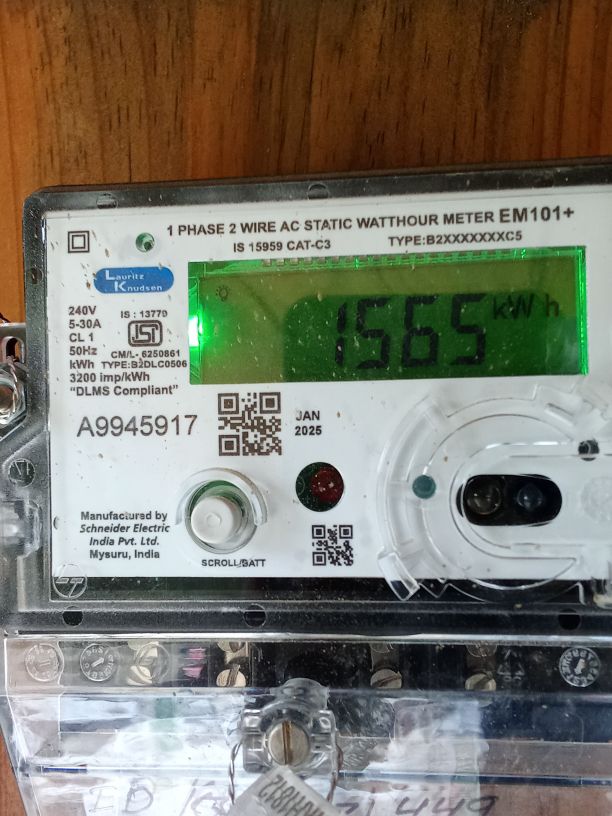 1 PHASE 2 WIRE AC STATIC WATTHOUR METER EM101+
IS 15959 CAT-C3 TYPE:B2XXXXXXXC5
Lauritz
Knudsen
240V
5-30A
CL 1
50Hz
kWh
3200 imp/kWh
"DLMS Compliant"
IS : 13779
ISI
CM/L- 6250861
TYPE:B2DLC0506
1565 kWh
A9945917
JAN
2025
Manufactured by
Schneider Electric
India Pvt. Ltd.
Mysuru, India
SCROLL/BATT
449